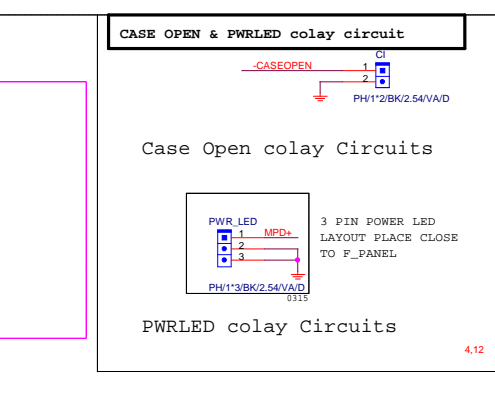 CASE OPEN & PWRLED colay circuit
CI
-CASEOPEN
1
2
PH/1*2/BK/2.54/VA/D
Case Open colay Circuits
PWR_LED
1
MPD+
2
3
PH/1*3/BK/2.54/VA/D
0315
3 PIN POWER LED
LAYOUT PLACE CLOSE
TO F_PANEL
PWRLED colay Circuits
4,12